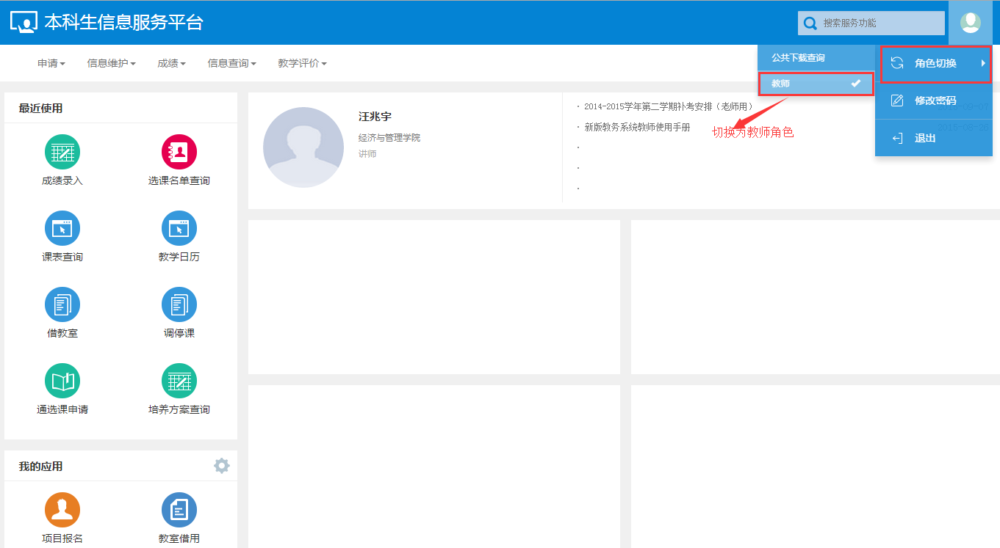 本科生信息服务平台
搜索服务功能
申请
信息维护
成绩
信息查询
教学评价
公共下载查询
教师
角色切换
修改密码
退出
最近使用
成绩录入
选课名单查询
课表查询
教学日历
借教室
调停课
通选课申请
培养方案查询
我的应用
项目报名
教室借用
汪兆宇
经济与管理学院
讲师
· 2014-2015学年第二学期补考安排（老师用）
· 新版教务系统教师使用手册
·
·
·
切换为教师角色